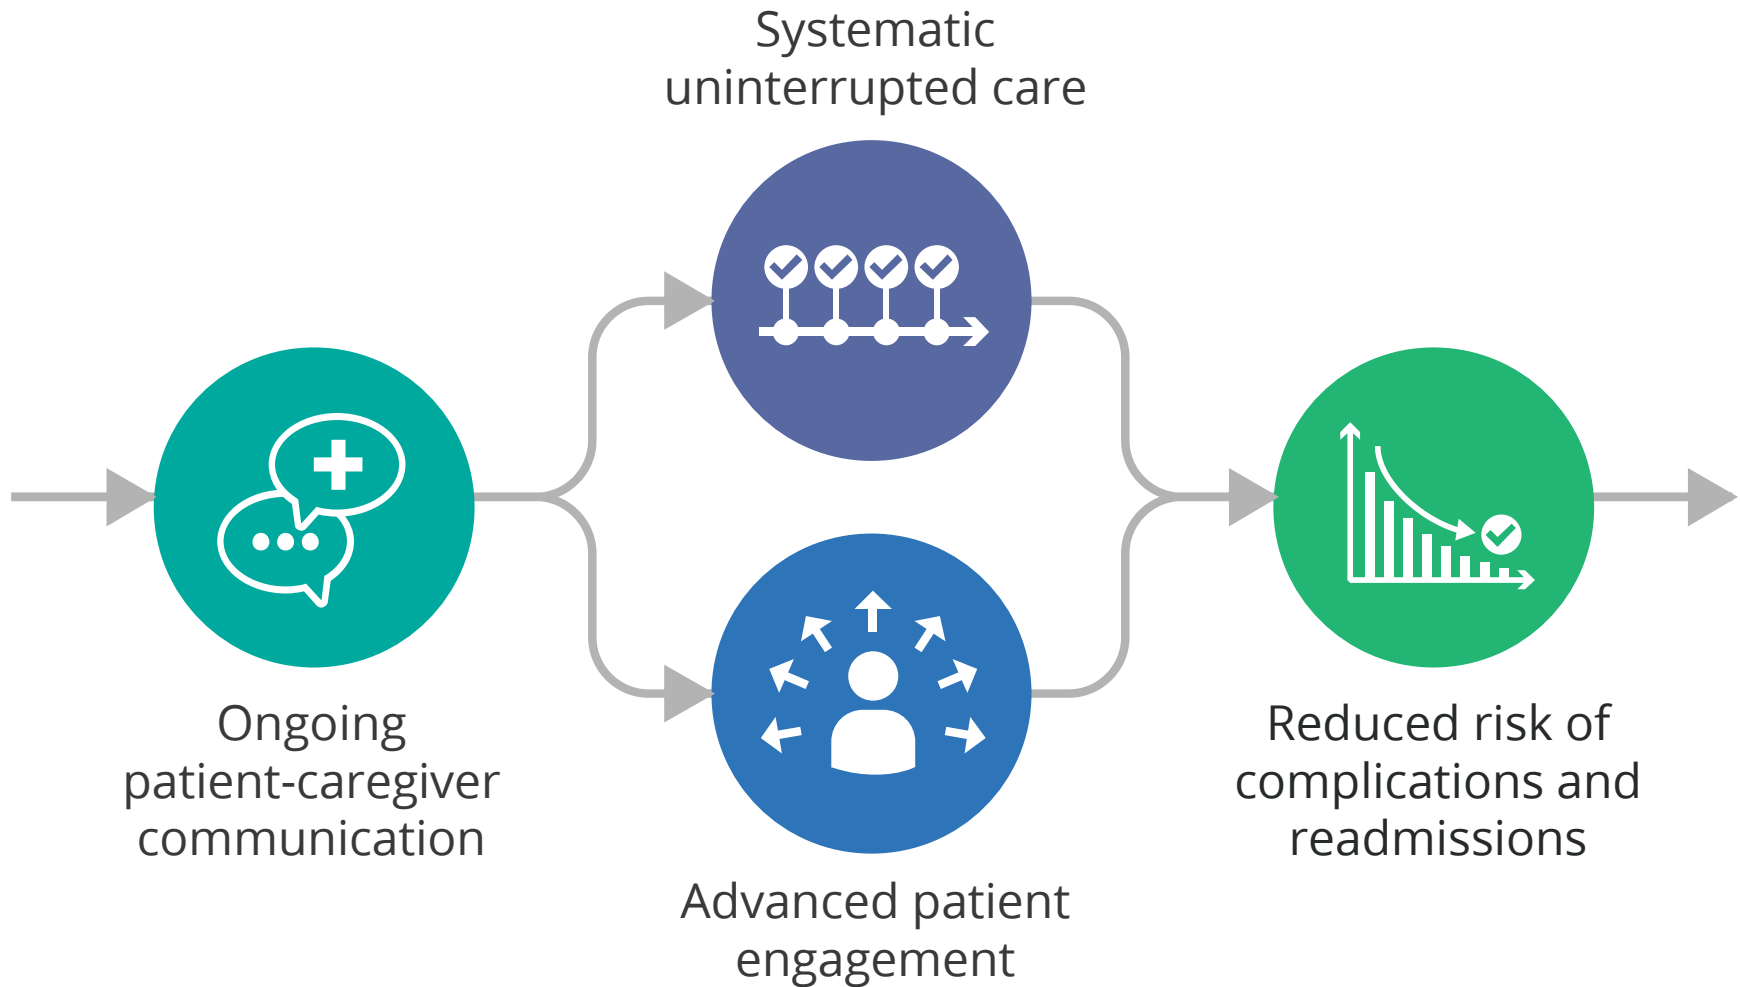 Systematic
uninterrupted care
Ongoing
patient-caregiver
communication
Advanced patient
engagement
Reduced risk of
complications and
readmissions